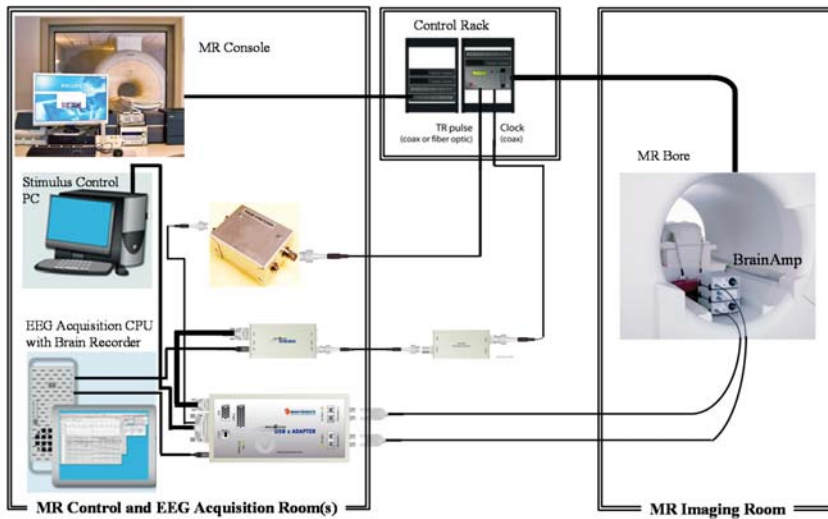 MR Console
Control Rack
TR pulse
(coax or fiber optic)
Clock
(coax)
MR Bore
Stimulus Control
PC
BrainAmp
EEG Acquisition CPU
with Brain Recorder
USB 2 ADAPTER
MR Control and EEG Acquisition Room(s)
MR Imaging Room